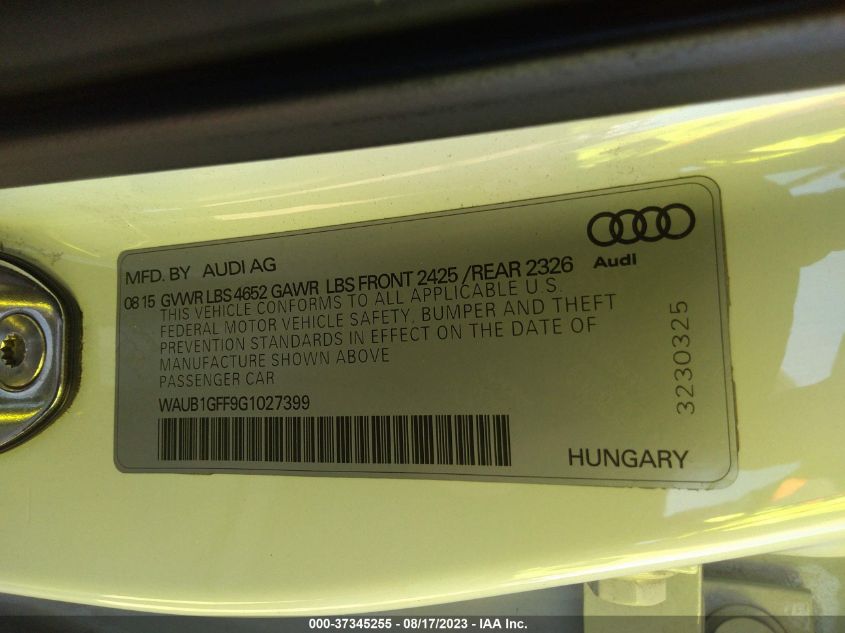 MFD. BY AUDI AG
Audi
08 15 GVWR LBS 4652 GAWR LBS FRONT 2425 / REAR 2326
THIS VEHICLE CONFORMS TO ALL APPLICABLE U.S.
FEDERAL MOTOR VEHICLE SAFETY, BUMPER AND THEFT
PREVENTION STANDARDS IN EFFECT ON THE DATE OF
MANUFACTURE SHOWN ABOVE
PASSENGER CAR
WAUB1GFF9G1027399
HUNGARY
3230325
000-37345255 - 08/17/2023 - IAA Inc.